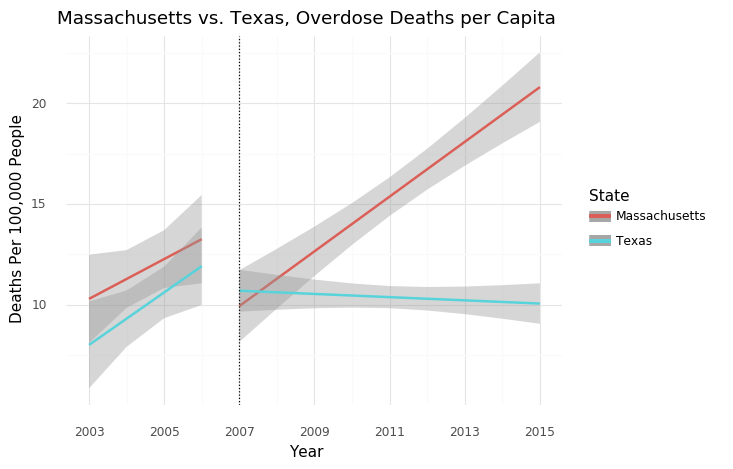 Massachusetts vs. Texas, Overdose Deaths per Capita
Deaths Per 100,000 People
20
15
10
2003 2005 2007 2009 2011 2013 2015
Year
State
Massachusetts
Texas